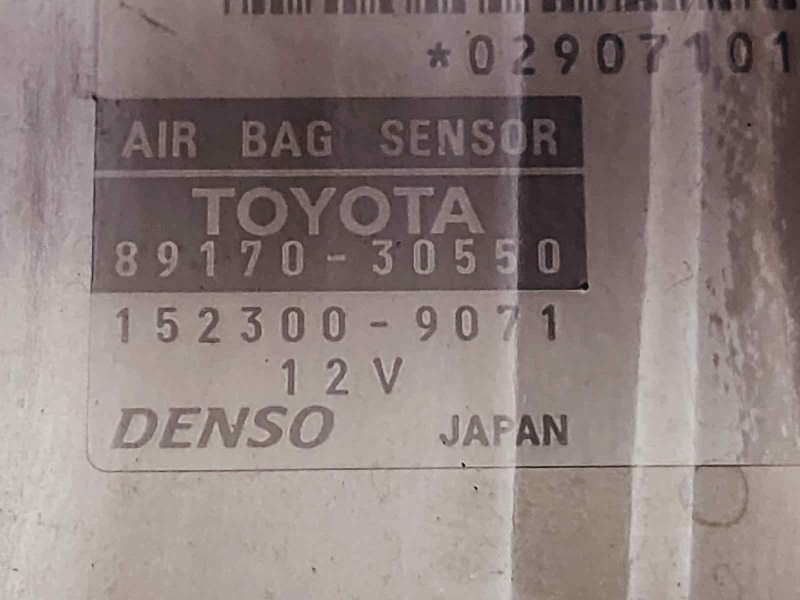 *02907101
AIR BAG SENSOR
TOYOTA
89170-30550
152300-9071
12V
DENSO JAPAN